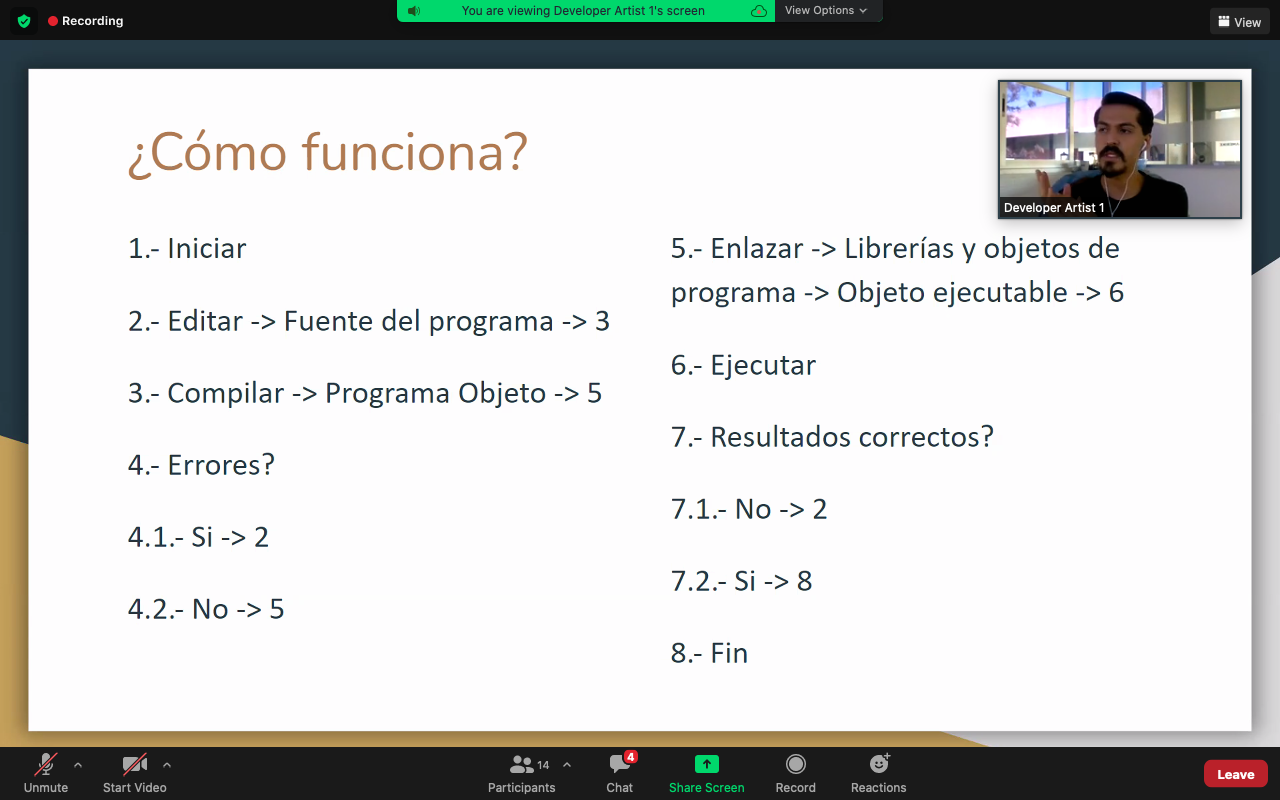 Recording
You are viewing Developer Artist 1's screen
View Options
View
¿Cómo funciona?
1.- Iniciar
2.- Editar -> Fuente del programa -> 3
3.- Compilar -> Programa Objeto -> 5
4.- Errores?
4.1.- Si -> 2
4.2.- No -> 5
Developer Artist 1
5.- Enlazar -> Librerías y objetos de
programa -> Objeto ejecutable -> 6
6.- Ejecutar
7.- Resultados correctos?
7.1.- No -> 2
7.2.- Si -> 8
8.- Fin
Unmute
Start Video
14
Participants
4
Chat
Share Screen
Record
Reactions
Leave